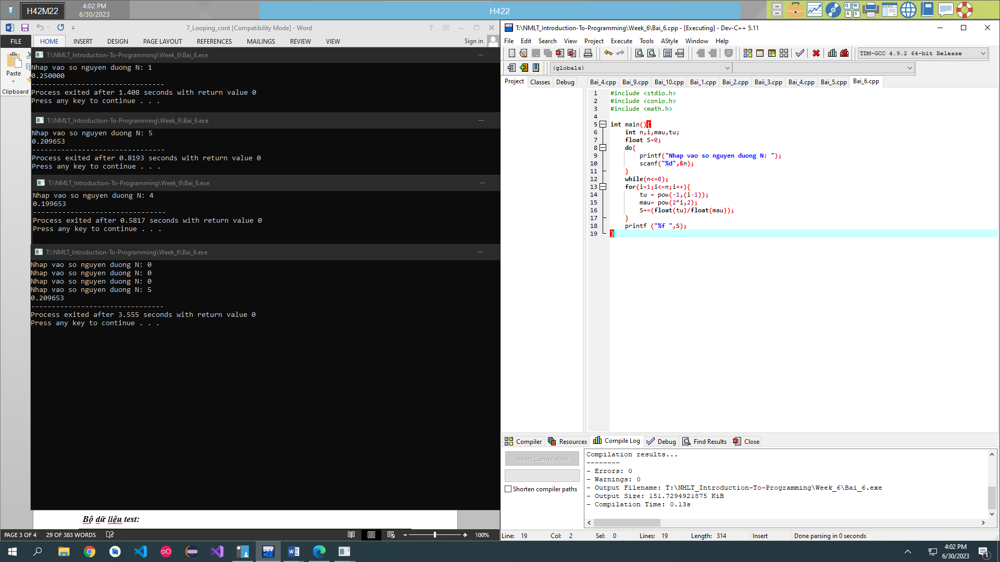 H42M22
4:02 PM
6/30/2023
H422
7_Looping_cont [Compatibility Mode] - Word
FILE HOME INSERT DESIGN PAGE LAYOUT REFERENCES MAILINGS REVIEW VIEW Sign in
Paste
Clipboard
T:\NMLT_Introduction-To-Programming\Week_6\Bai_6.exe
Nhap vao so nguyen duong N: 1
0.250000
--------------------------------
Process exited after 1.408 seconds with return value 0
Press any key to continue . . .
T:\NMLT_Introduction-To-Programming\Week_6\Bai_6.exe
Nhap vao so nguyen duong N: 5
0.209653
--------------------------------
Process exited after 0.8193 seconds with return value 0
Press any key to continue . . .
T:\NMLT_Introduction-To-Programming\Week_6\Bai_6.exe
Nhap vao so nguyen duong N: 4
0.199653
--------------------------------
Process exited after 0.5817 seconds with return value 0
Press any key to continue . . .
T:\NMLT_Introduction-To-Programming\Week_6\Bai_6.exe
Nhap vao so nguyen duong N: 0
Nhap vao so nguyen duong N: 0
Nhap vao so nguyen duong N: 0
Nhap vao so nguyen duong N: 5
0.209653
--------------------------------
Process exited after 3.555 seconds with return value 0
Press any key to continue . . .
Bộ dữ liệu test:
PAGE 3 OF 4 29 OF 383 WORDS 100%
T:\NMLT_Introduction-To-Programming\Week_6\Bai_6.cpp - [Executing] - Dev-C++ 5.11
File Edit Search View Project Execute Tools AStyle Window Help
TDM-GCC 4.9.2 64-bit Release
(globals)
Project Classes Debug
Bai_4.cpp Bai_9.cpp Bai_10.cpp Bai_1.cpp Bai_2.cpp Baii_3.cpp Bai_4.cpp Bai_5.cpp Bai_6.cpp
1 #include <stdio.h>
2 #include <conio.h>
3 #include <math.h>
4
5 int main(){
6 int n,i,mau,tu;
7 float S=0;
8 do{
9 printf("Nhap vao so nguyen duong N: ");
10 scanf("%d",&n);
11 }
12 while(n<=0);
13 for(i=1;i<=n;i++){
14 tu = pow(-1,(i-1));
15 mau= pow(2*i,2);
16 S+=(float(tu)/float(mau));
17 }
18 printf ("%f ",S);
19 }
Compiler Resources Compile Log Debug Find Results Close
Abort Compilation
Shorten compiler paths
Compilation results...
--------
- Errors: 0
- Warnings: 0
- Output Filename: T:\NMLT_Introduction-To-Programming\Week_6\Bai_6.exe
- Output Size: 151.7294921875 KiB
- Compilation Time: 0.13s
Line: 19 Col: 2 Sel: 0 Lines: 19 Length: 314 Insert Done parsing in 0 seconds
4:02 PM
6/30/2023